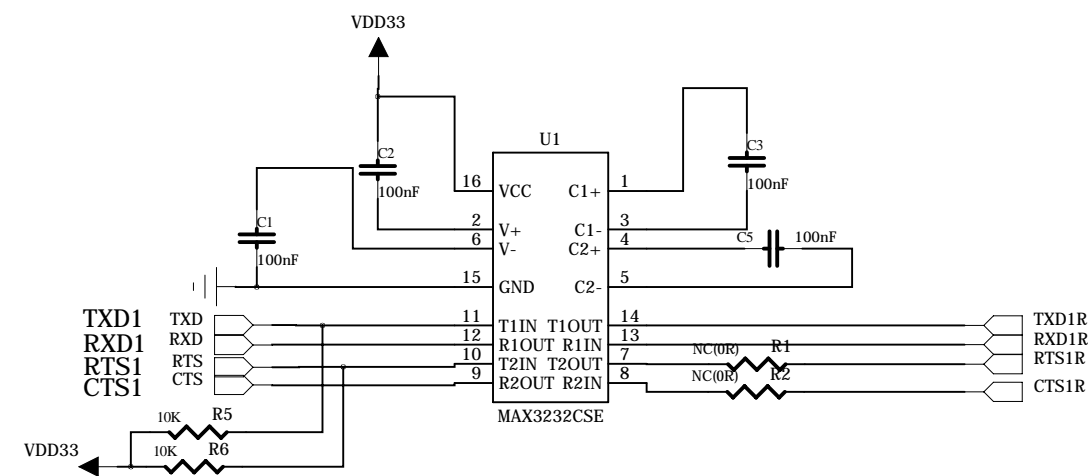 VDD33
U1
C3
C2
100nF
100nF
16
VCC
C1+
1
C1
2
V+
C1-
3
6
V-
C2+
4
C5
100nF
100nF
15
GND
C2-
5
TXD1
TXD
11
T1IN
T1OUT
14
TXD1R
RXD1
RXD
12
R1OUT
R1IN
13
RXD1R
RTS1
RTS
10
T2IN
T2OUT
7
NC(0R)
R1
RTS1R
CTS1
CTS
9
R2OUT
R2IN
8
NC(0R)
R2
CTS1R
MAX3232CSE
10K
R5
VDD33
10K
R6